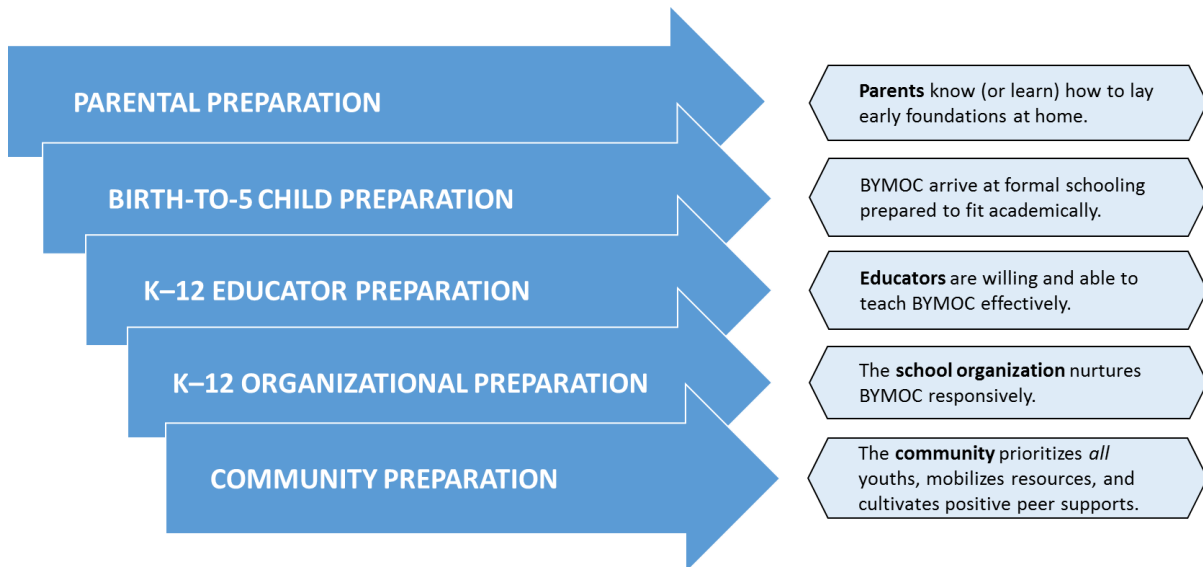 PARENTAL PREPARATION
Parents know (or learn) how to lay
early foundations at home.
BIRTH-TO-5 CHILD PREPARATION
BYMOC arrive at formal schooling
prepared to fit academically.
K–12 EDUCATOR PREPARATION
Educators are willing and able to
teach BYMOC effectively.
K–12 ORGANIZATIONAL PREPARATION
The school organization nurtures
BYMOC responsively.
COMMUNITY PREPARATION
The community prioritizes all
youths, mobilizes resources, and
cultivates positive peer supports.